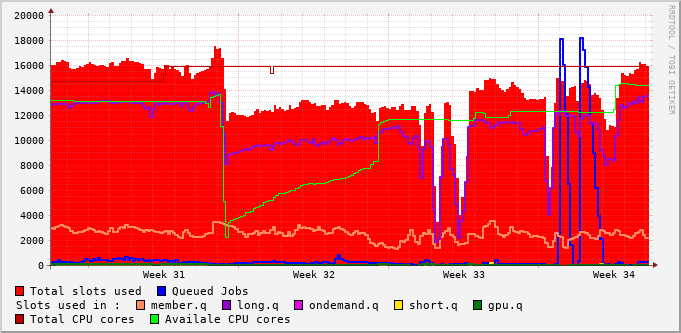 20000
18000
16000
14000
12000
10000
8000
6000
4000
2000
0
Week 31 Week 32 Week 33 Week 34
RRDTOOL / TOBI OETIKER
Total slots used Queued Jobs
Slots used in : member.q long.q ondemand.q short.q gpu.q
Total CPU cores Availale CPU cores